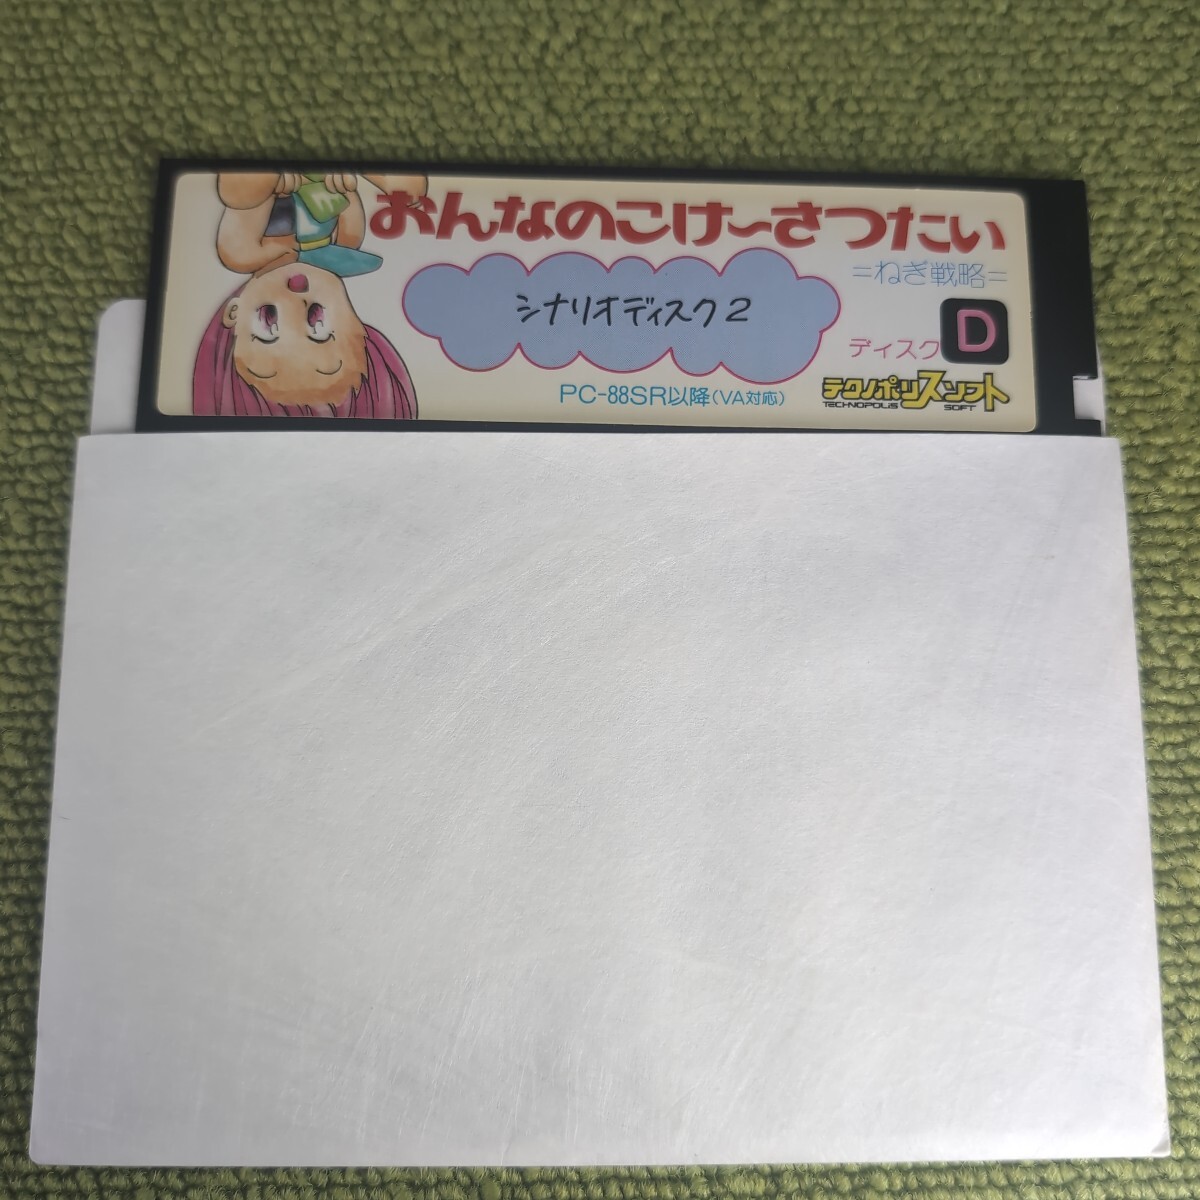 おんなのこけ〜さつたい
=ねぎ戦略=
シナリオディスク2
ディスク D
PC-88SR以降(VA対応)
テクノポリスソフト
TECHNOPOLIS SOFT